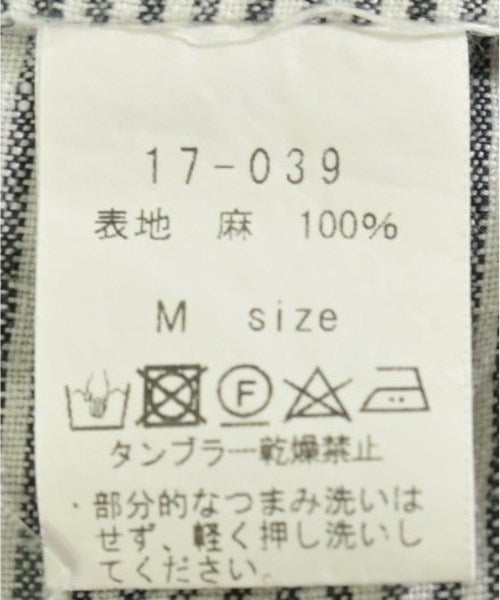 17-039
表地 麻 100%
M size
F
タンブラー乾燥禁止
・部分的なつまみ洗いは
せず、軽く押し洗いし
てください。